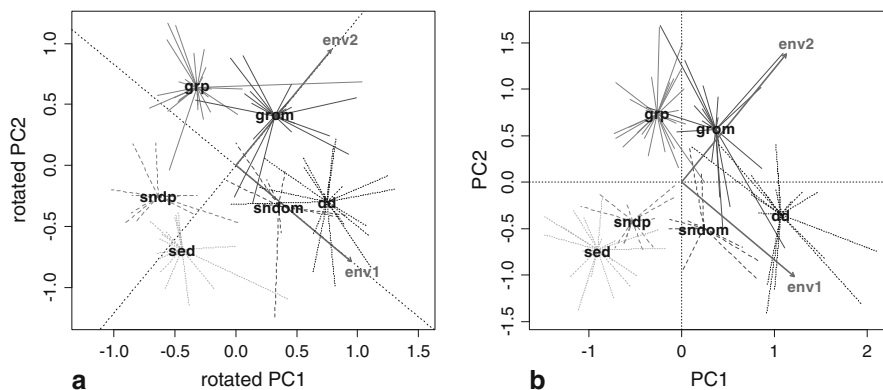 env2
grp
grom
sndp
sndom
dd
sed
env1
rotated PC2
1.0
0.5
0.0
-0.5
-1.0
-1.0
-0.5
0.0
0.5
1.0
1.5
rotated PC1
a
env2
grp
grom
sndp
sndom
dd
sed
env1
PC2
1.5
1.0
0.5
0.0
-0.5
-1.0
-1.5
-1
0
1
2
PC1
b